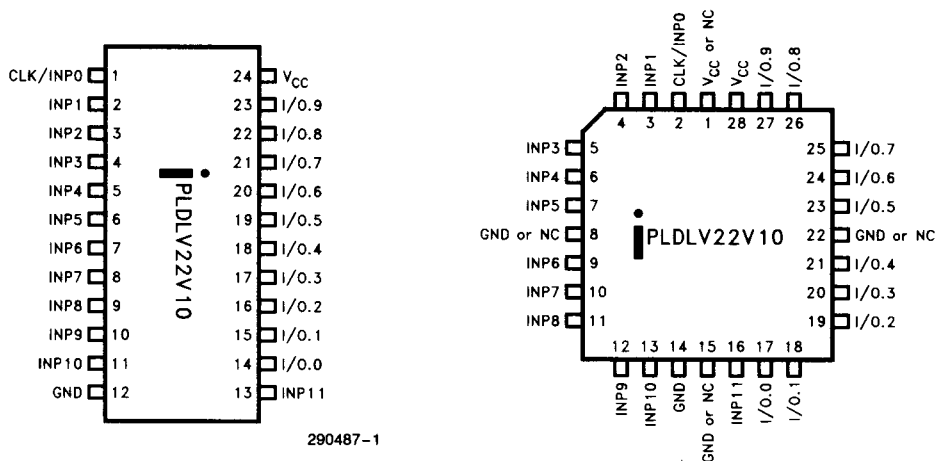 CLK/INP0 1 24 VCC
INP1 2 23 I/O.9
INP2 3 22 I/O.8
INP3 4 21 I/O.7
INP4 5 20 I/O.6
INP5 6 19 I/O.5
INP6 7 18 I/O.4
INP7 8 17 I/O.3
INP8 9 16 I/O.2
INP9 10 15 I/O.1
INP10 11 14 I/O.0
GND 12 13 INP11
i PLDLV22V10
290487-1
INP2
INP1
CLK/INP0
VCC or NC
VCC
I/O.9
I/O.8
4 3 2 1 28 27 26
INP3 5 25 I/O.7
INP4 6 24 I/O.6
INP5 7 23 I/O.5
GND or NC 8 22 GND or NC
INP6 9 21 I/O.4
INP7 10 20 I/O.3
INP8 11 19 I/O.2
i PLDLV22V10
12 13 14 15 16 17 18
INP9
INP10
GND
GND or NC
INP11
I/O.0
I/O.1